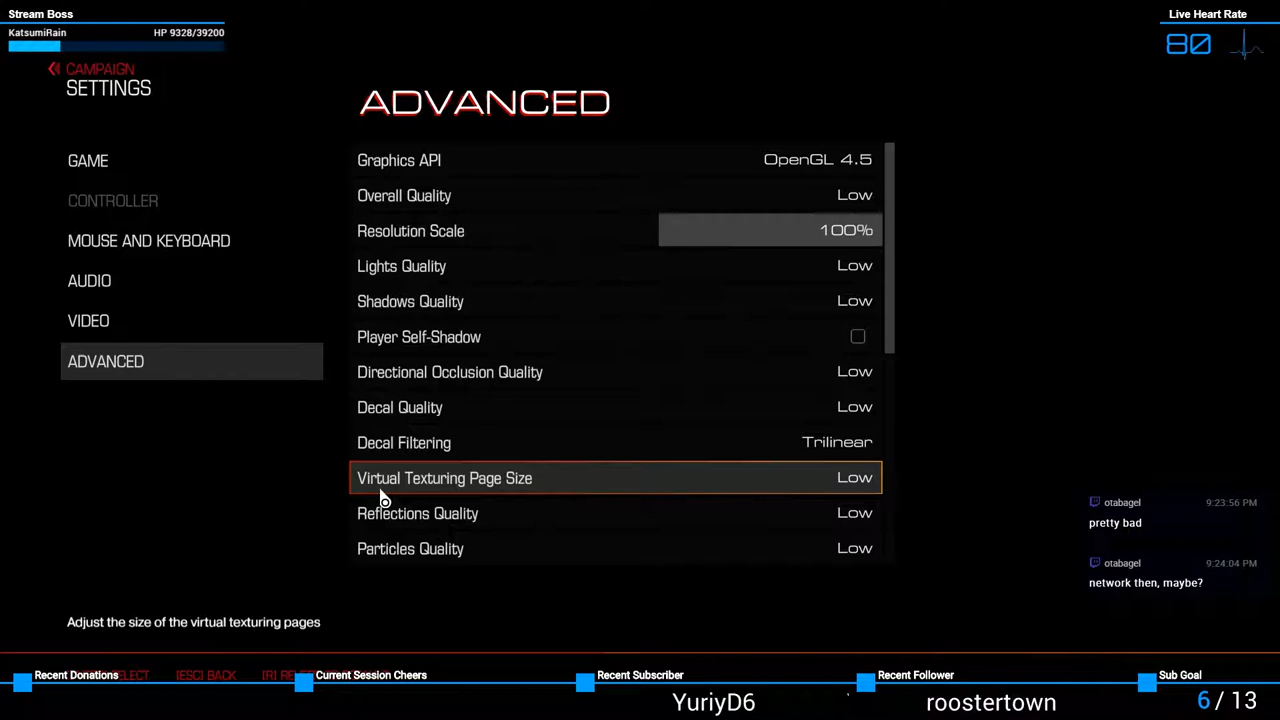 Stream Boss
KatsumiRain HP 9328/39200
Live Heart Rate
80
CAMPAIGN
SETTINGS
GAME
CONTROLLER
MOUSE AND KEYBOARD
AUDIO
VIDEO
ADVANCED
ADVANCED
Graphics API OpenGL 4.5
Overall Quality Low
Resolution Scale 100%
Lights Quality Low
Shadows Quality Low
Player Self-Shadow
Directional Occlusion Quality Low
Decal Quality Low
Decal Filtering Trilinear
Virtual Texturing Page Size Low
Reflections Quality Low
Particles Quality Low
otabagel 9:23:56 PM
pretty bad
otabagel 9:24:04 PM
network then, maybe?
Adjust the size of the virtual texturing pages
[ESC] BACK
Recent Donations
Current Session Cheers
Recent Subscriber
YuriyD6
Recent Follower
roostertown
Sub Goal
6 / 13